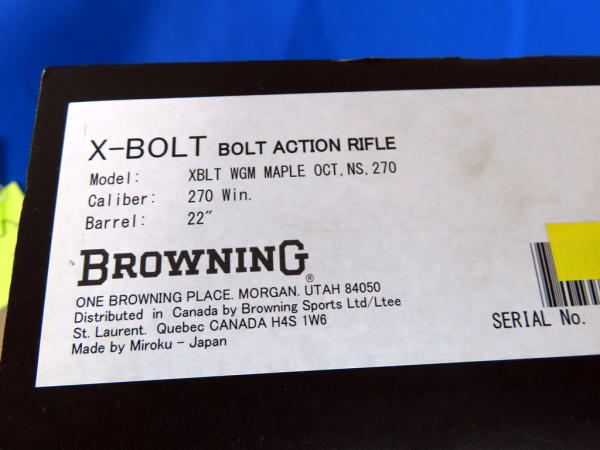 X-BOLT BOLT ACTION RIFLE
Model: XBLT WGM MAPLE OCT,NS,270
Caliber: 270 Win.
Barrel: 22"
BROWNING®
ONE BROWNING PLACE. MORGAN. UTAH 84050
Distributed in Canada by Browning Sports Ltd/Ltee
St. Laurent. Quebec CANADA H4S 1W6
Made by Miroku - Japan
SERIAL No.